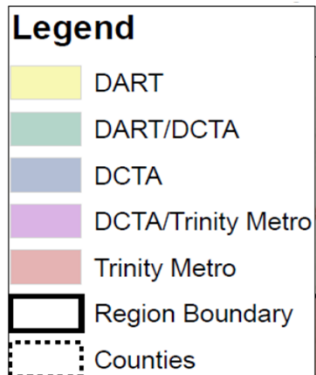 Legend
DART
DART/DCTA
DCTA
DCTA/Trinity Metro
Trinity Metro
Region Boundary
Counties